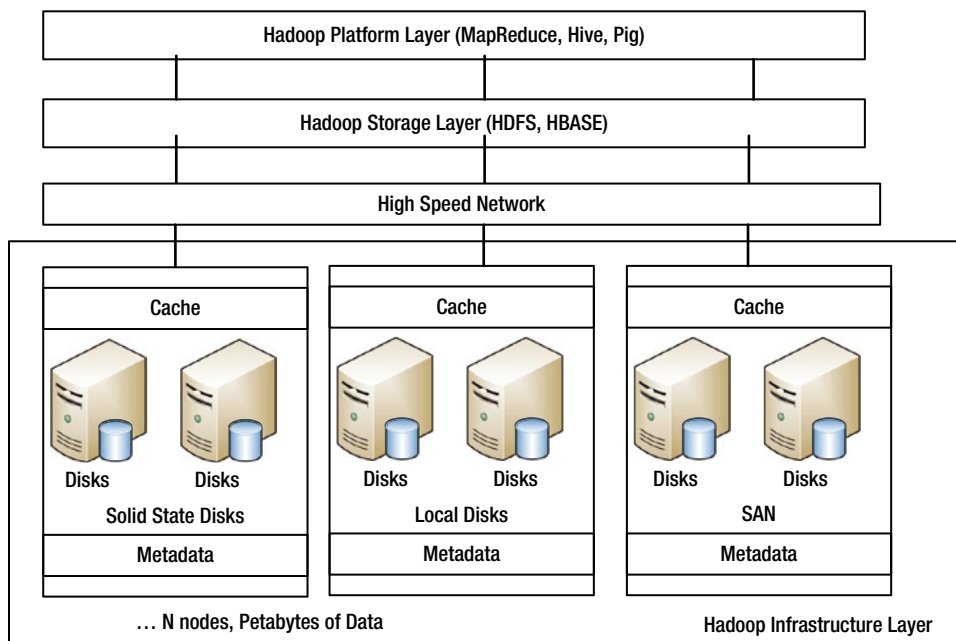 Hadoop Platform Layer (MapReduce, Hive, Pig)
Hadoop Storage Layer (HDFS, HBASE)
High Speed Network
Cache
Cache
Cache
Disks
Disks
Disks
Disks
Disks
Disks
Solid State Disks
Local Disks
SAN
Metadata
Metadata
Metadata
... N nodes, Petabytes of Data
Hadoop Infrastructure Layer